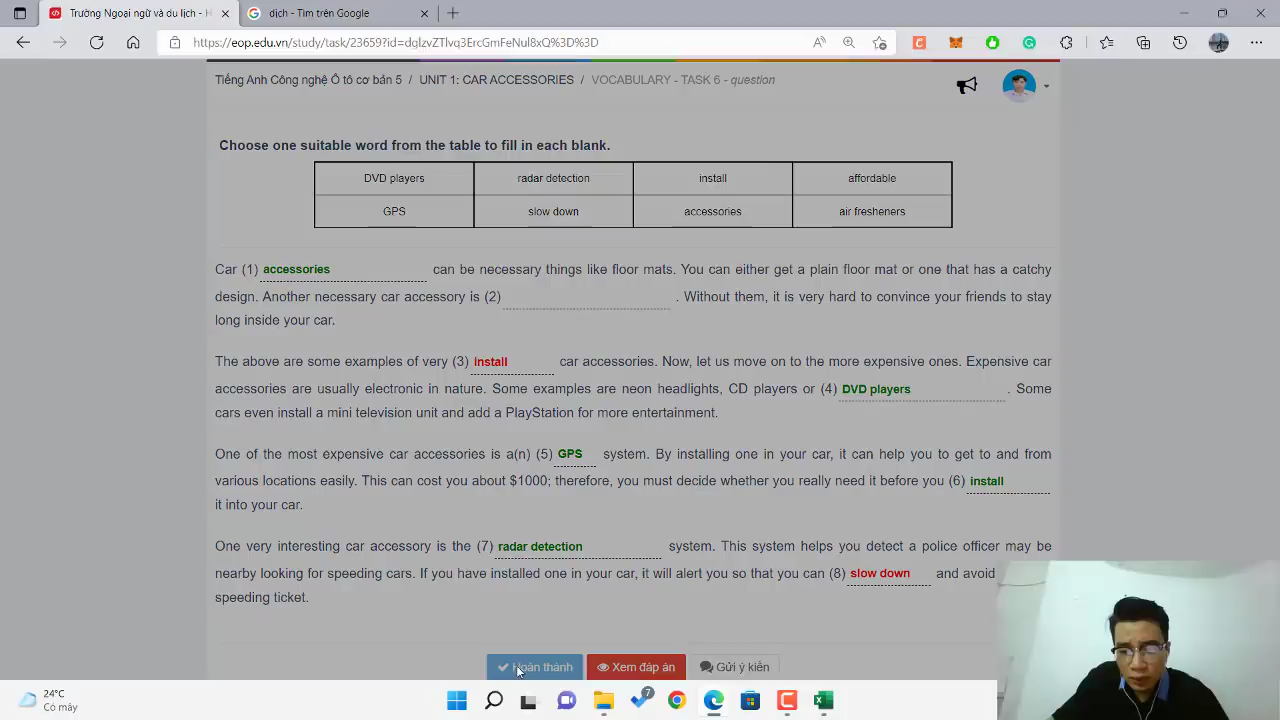 Trường Ngoại ngữ và du lịch - H
dịch - Tìm trên Google
https://eop.edu.vn/study/task/23659?id=dglzvZTlvq3ErcGmFeNul8xQ%3D%3D
Tiếng Anh Công nghệ Ô tô cơ bản 5 / UNIT 1: CAR ACCESSORIES / VOCABULARY - TASK 6 - question
Choose one suitable word from the table to fill in each blank.
DVD players radar detection install affordable
GPS slow down accessories air fresheners
Car (1) accessories can be necessary things like floor mats. You can either get a plain floor mat or one that has a catchy
design. Another necessary car accessory is (2) . Without them, it is very hard to convince your friends to stay
long inside your car.
The above are some examples of very (3) install car accessories. Now, let us move on to the more expensive ones. Expensive car
accessories are usually electronic in nature. Some examples are neon headlights, CD players or (4) DVD players . Some
cars even install a mini television unit and add a PlayStation for more entertainment.
One of the most expensive car accessories is a(n) (5) GPS system. By installing one in your car, it can help you to get to and from
various locations easily. This can cost you about $1000; therefore, you must decide whether you really need it before you (6) install
it into your car.
One very interesting car accessory is the (7) radar detection system. This system helps you detect a police officer may be
nearby looking for speeding cars. If you have installed one in your car, it will alert you so that you can (8) slow down and avoid
speeding ticket.
Hoàn thành Xem đáp án Gửi ý kiến
24°C
Có mây
7